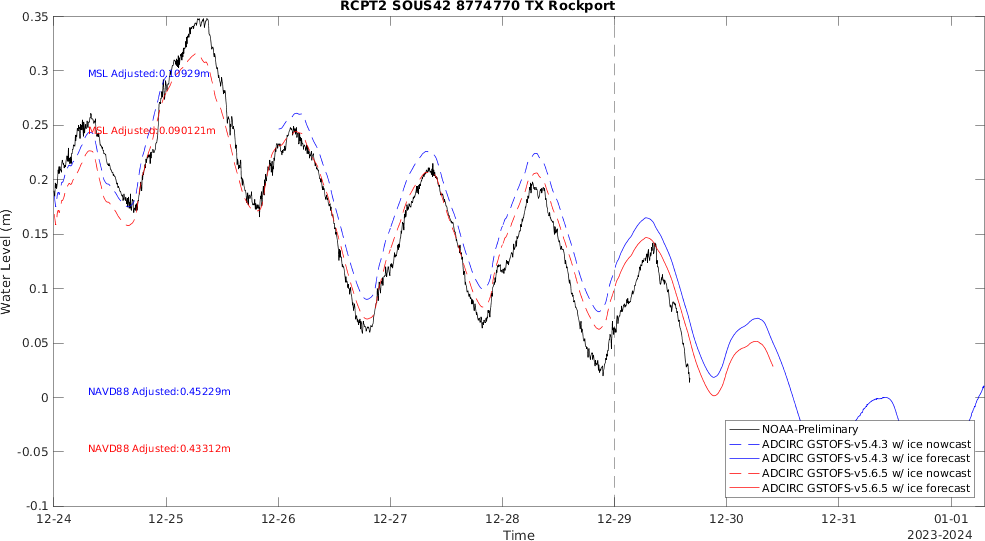 RCPT2 SOUS42 8774770 TX Rockport
0.35
0.3
0.25
0.2
0.15
0.1
0.05
0
-0.05
-0.1
Water Level (m)
MSL Adjusted:0.10929m
MSL Adjusted:0.090121m
NAVD88 Adjusted:0.45229m
NAVD88 Adjusted:0.43312m
NOAA-Preliminary
ADCIRC GSTOFS-v5.4.3 w/ ice nowcast
ADCIRC GSTOFS-v5.4.3 w/ ice forecast
ADCIRC GSTOFS-v5.6.5 w/ ice nowcast
ADCIRC GSTOFS-v5.6.5 w/ ice forecast
12-24 12-25 12-26 12-27 12-28 12-29 12-30 12-31 01-01
Time
2023-2024